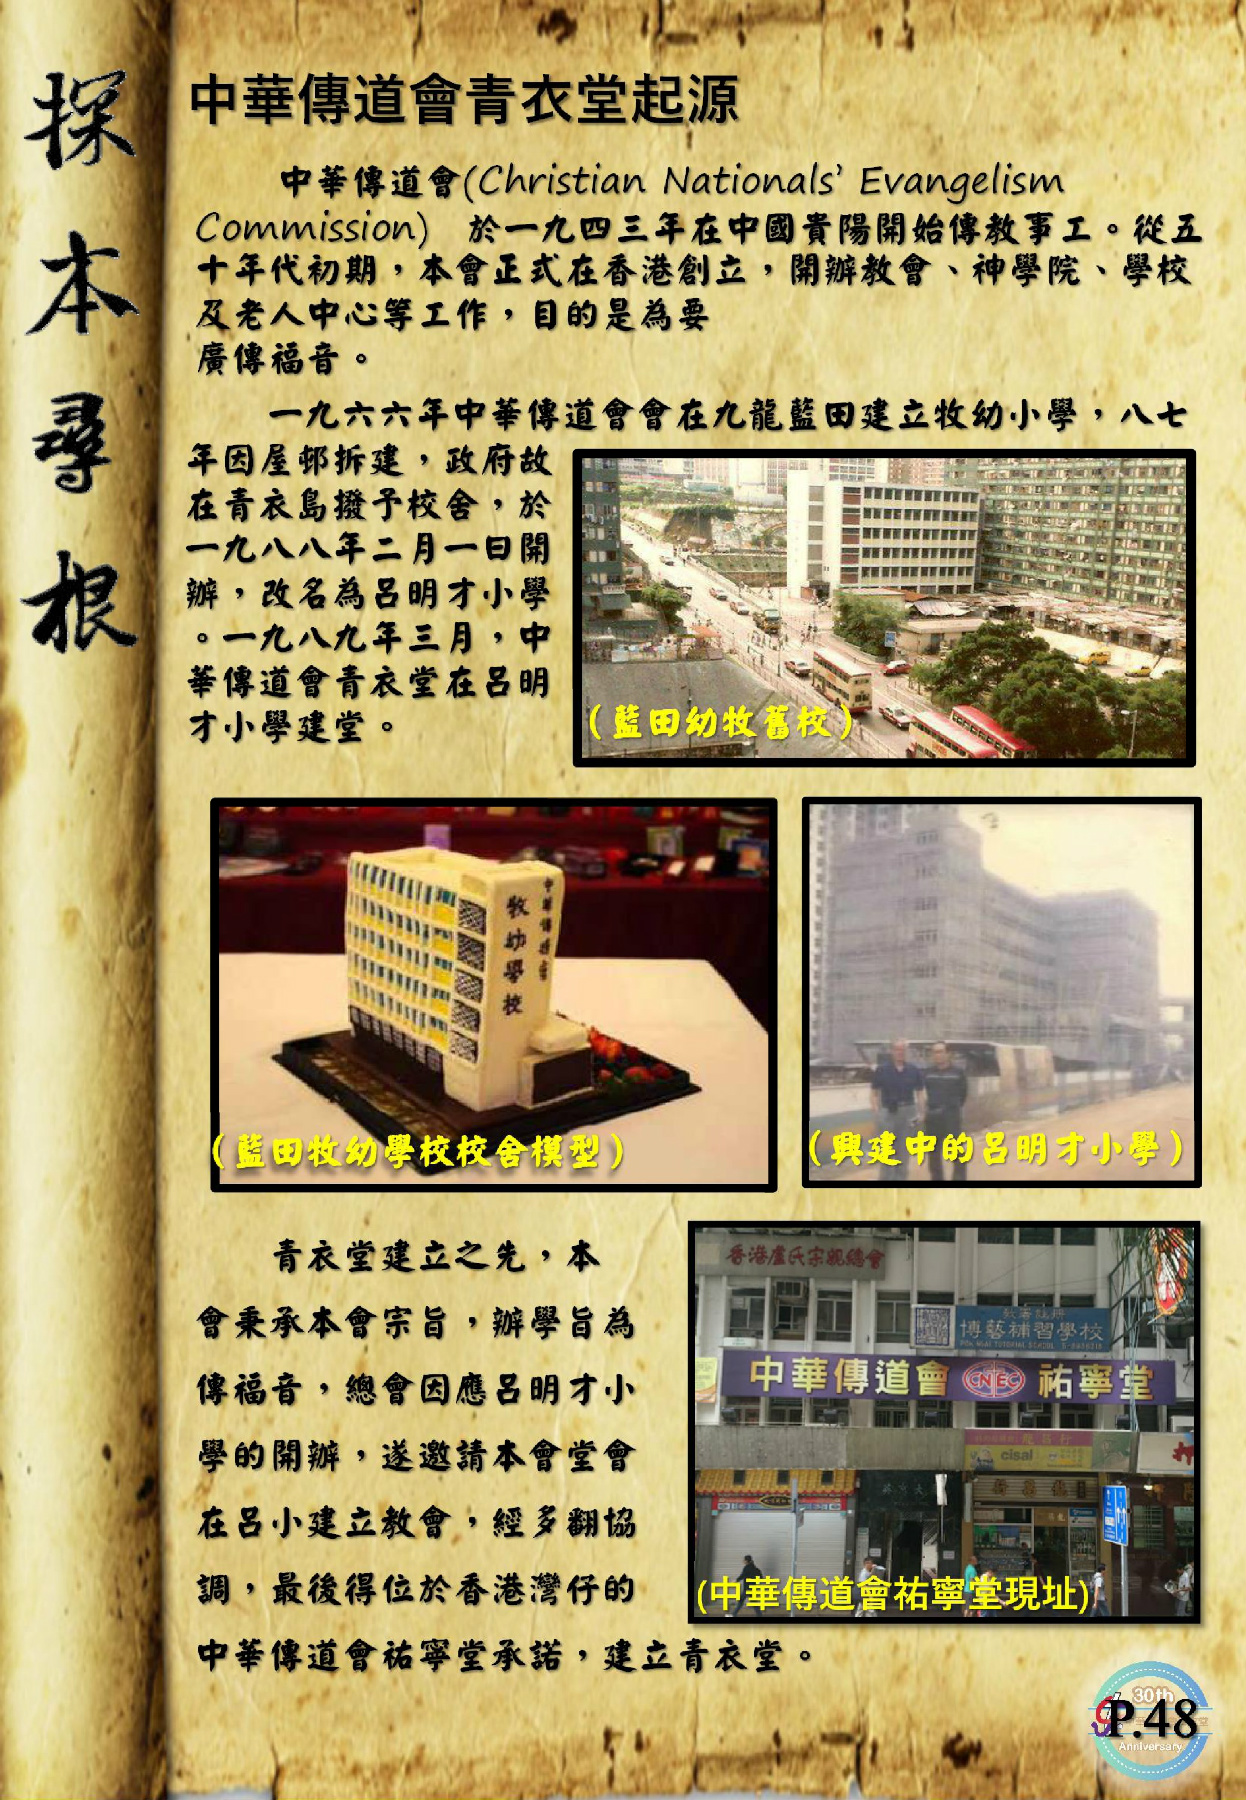 探本尋根
中華傳道會青衣堂起源
中華傳道會(Christian Nationals' Evangelism
Commission) 於一九四三年在中國貴陽開始傳教事工。從五
十年代初期，本會正式在香港創立，開辦教會、神學院、學校
及老人中心等工作，目的是為要
廣傳福音。
一九六六年中華傳道會會在九龍藍田建立牧幼小學，八七
年因屋邨拆建，政府故
在青衣島撥予校舍，於
一九八八年二月一日開
辦，改名為呂明才小學
。一九八九年三月，中
華傳道會青衣堂在呂明
才小學建堂。
（藍田幼牧舊校）
中華傳道會
牧幼學校
（藍田牧幼學校校舍模型）
（興建中的呂明才小學）
青衣堂建立之先，本
會秉承本會宗旨，辦學旨為
傳福音，總會因應呂明才小
學的開辦，遂邀請本會堂會
在呂小建立教會，經多翻協
調，最後得位於香港灣仔的
中華傳道會祐寧堂承諾，建立青衣堂。
香港盧氏宗親總會
博藝補習學校
中華傳道會 CNEC 祐寧堂
cisal
(中華傳道會祐寧堂現址)
30th
P.48
Anniversary